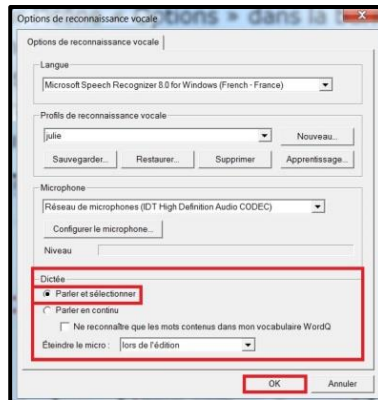 Options de reconnaissance vocale
Options de reconnaissance vocale
Langue
Microsoft Speech Recognizer 8.0 for Windows (French - France)
Profils de reconnaissance vocale
julie
Nouveau...
Sauvegarder...
Restaurer...
Supprimer
Apprentissage...
Microphone
Réseau de microphones (IDT High Definition Audio CODEC)
Configurer le microphone...
Niveau
Dictée
Parler et sélectionner
Parler en continu
Ne reconnaître que les mots contenus dans mon vocabulaire WordQ
Éteindre le micro : lors de l'édition
OK
Annuler